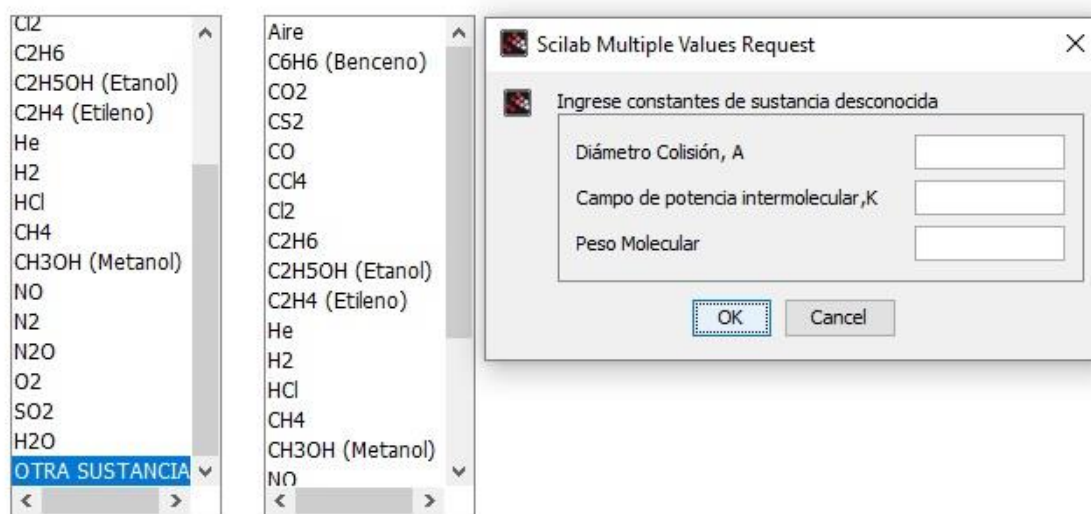 Cl2
C2H6
C2H5OH (Etanol)
C2H4 (Etileno)
He
H2
HCl
CH4
CH3OH (Metanol)
NO
N2
N2O
O2
SO2
H2O
OTRA SUSTANCIA
Aire
C6H6 (Benceno)
CO2
CS2
CO
CCl4
Cl2
C2H6
C2H5OH (Etanol)
C2H4 (Etileno)
He
H2
HCl
CH4
CH3OH (Metanol)
NO
Scilab Multiple Values Request
Ingrese constantes de sustancia desconocida
Diámetro Colisión, A
Campo de potencia intermolecular,K
Peso Molecular
OK Cancel